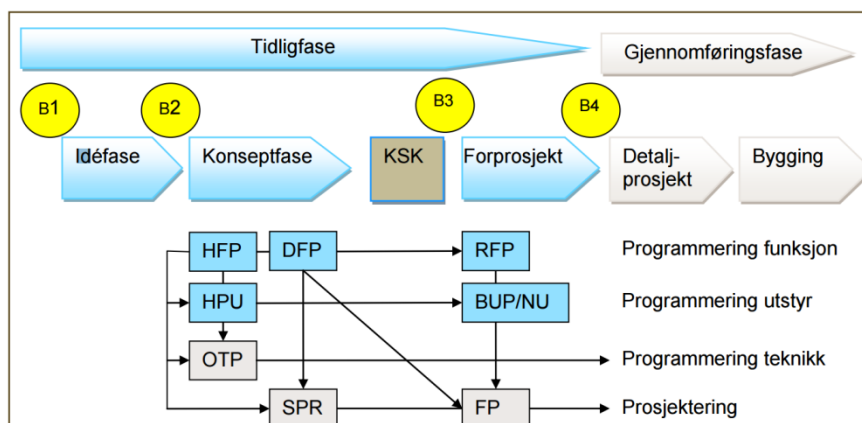 Tidligfase
Gjennomføringsfase
B1
B2
B3
B4
Idéfase
Konseptfase
KSK
Forprosjekt
Detalj-
prosjekt
Bygging
HFP
DFP
RFP
Programmering funksjon
HPU
BUP/NU
Programmering utstyr
OTP
Programmering teknikk
SPR
FP
Prosjektering